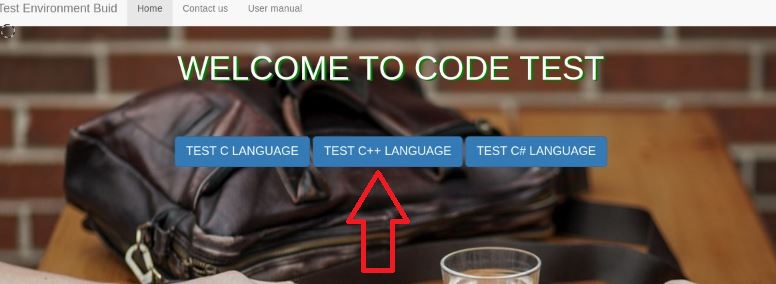 Test Environment Buid Home Contact us User manual
WELCOME TO CODE TEST
TEST C LANGUAGE TEST C++ LANGUAGE TEST C# LANGUAGE